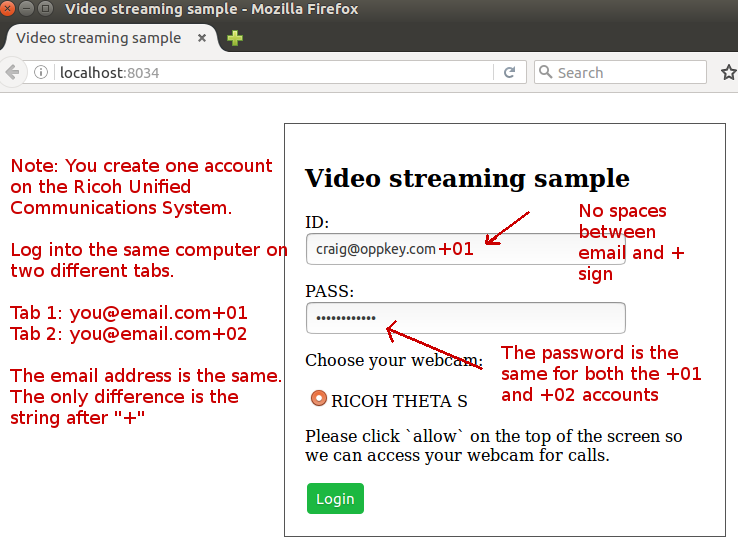 Video streaming sample - Mozilla Firefox
Video streaming sample
localhost:8034
Search
Note: You create one account
on the Ricoh Unified
Communications System.
Log into the same computer on
two different tabs.
Tab 1: you@email.com+01
Tab 2: you@email.com+02
The email address is the same.
The only difference is the
string after "+"
Video streaming sample
ID:
craig@oppkey.com +01
No spaces
between
email and +
sign
PASS:
••••••••••••
Choose your webcam:
The password is the
same for both the +01
and +02 accounts
RICOH THETA S
Please click `allow` on the top of the screen so
we can access your webcam for calls.
Login